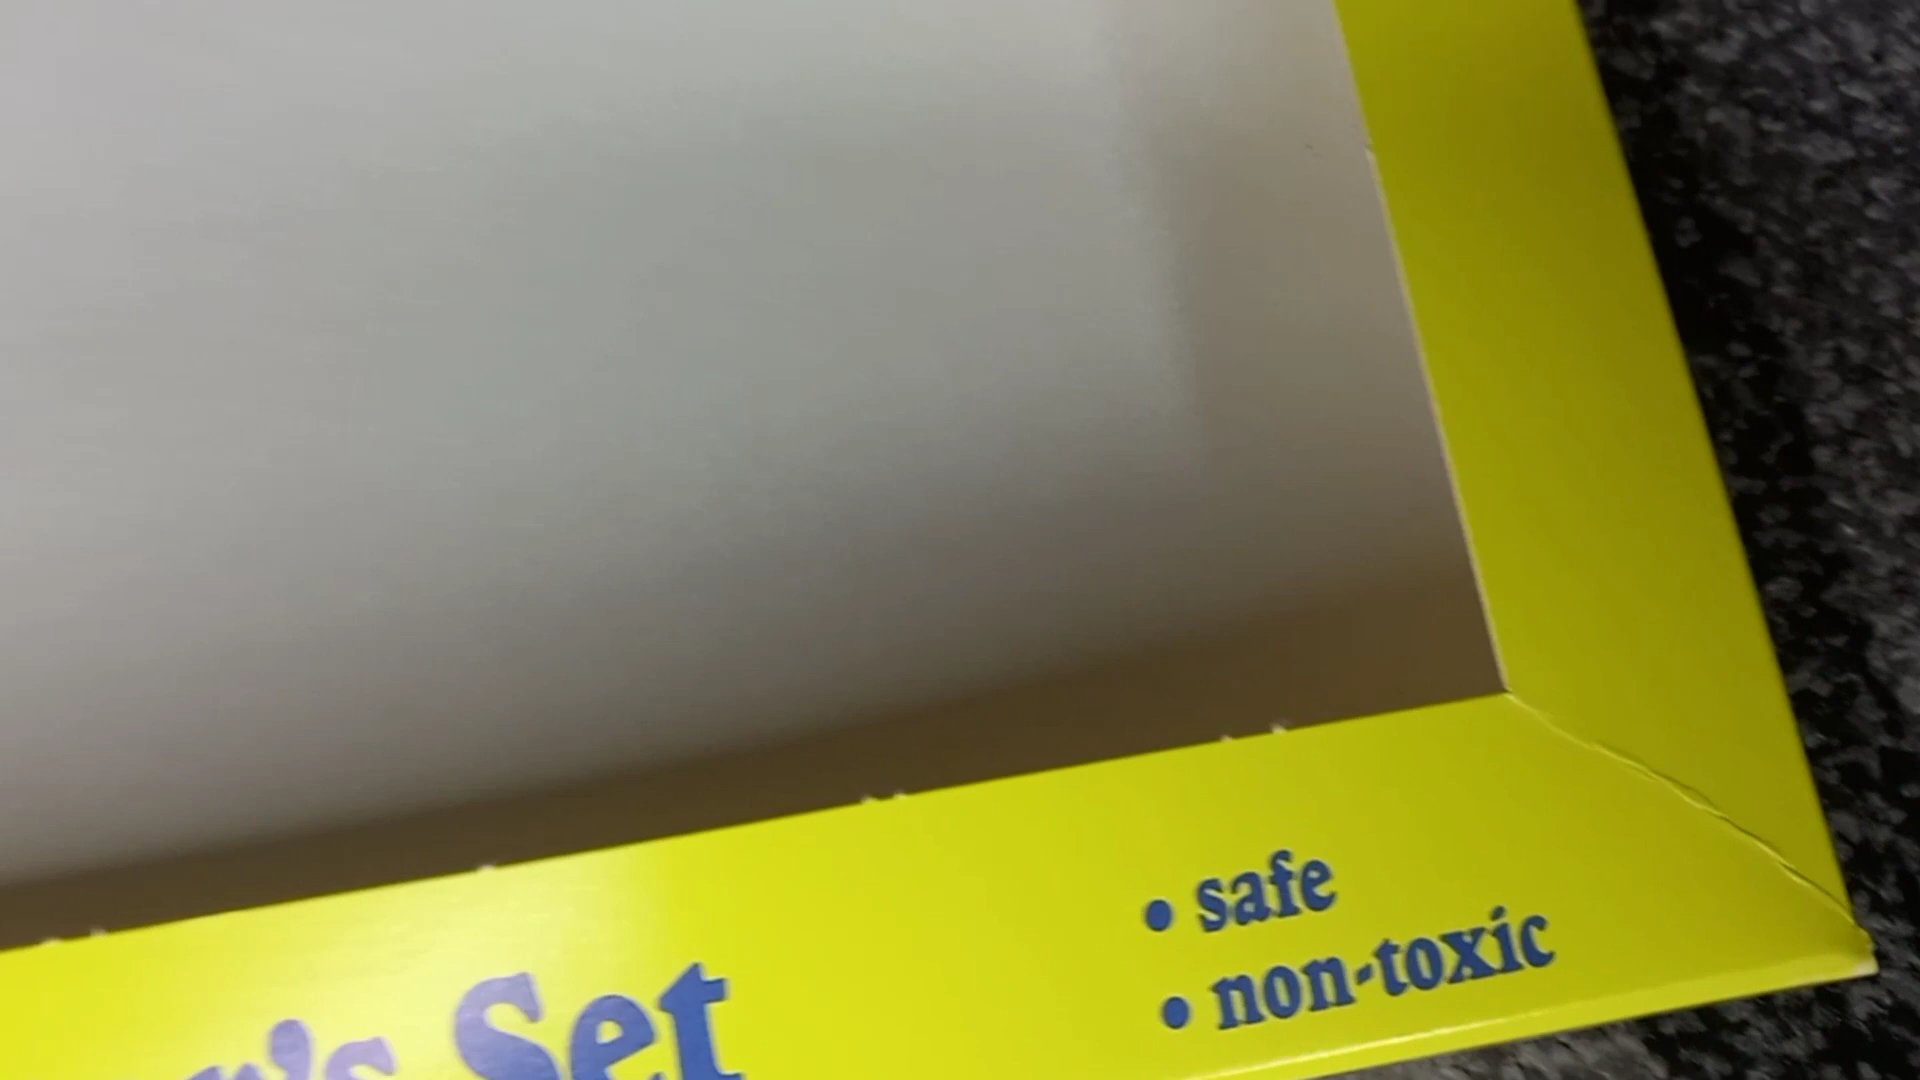 Set
• safe
• non-toxic